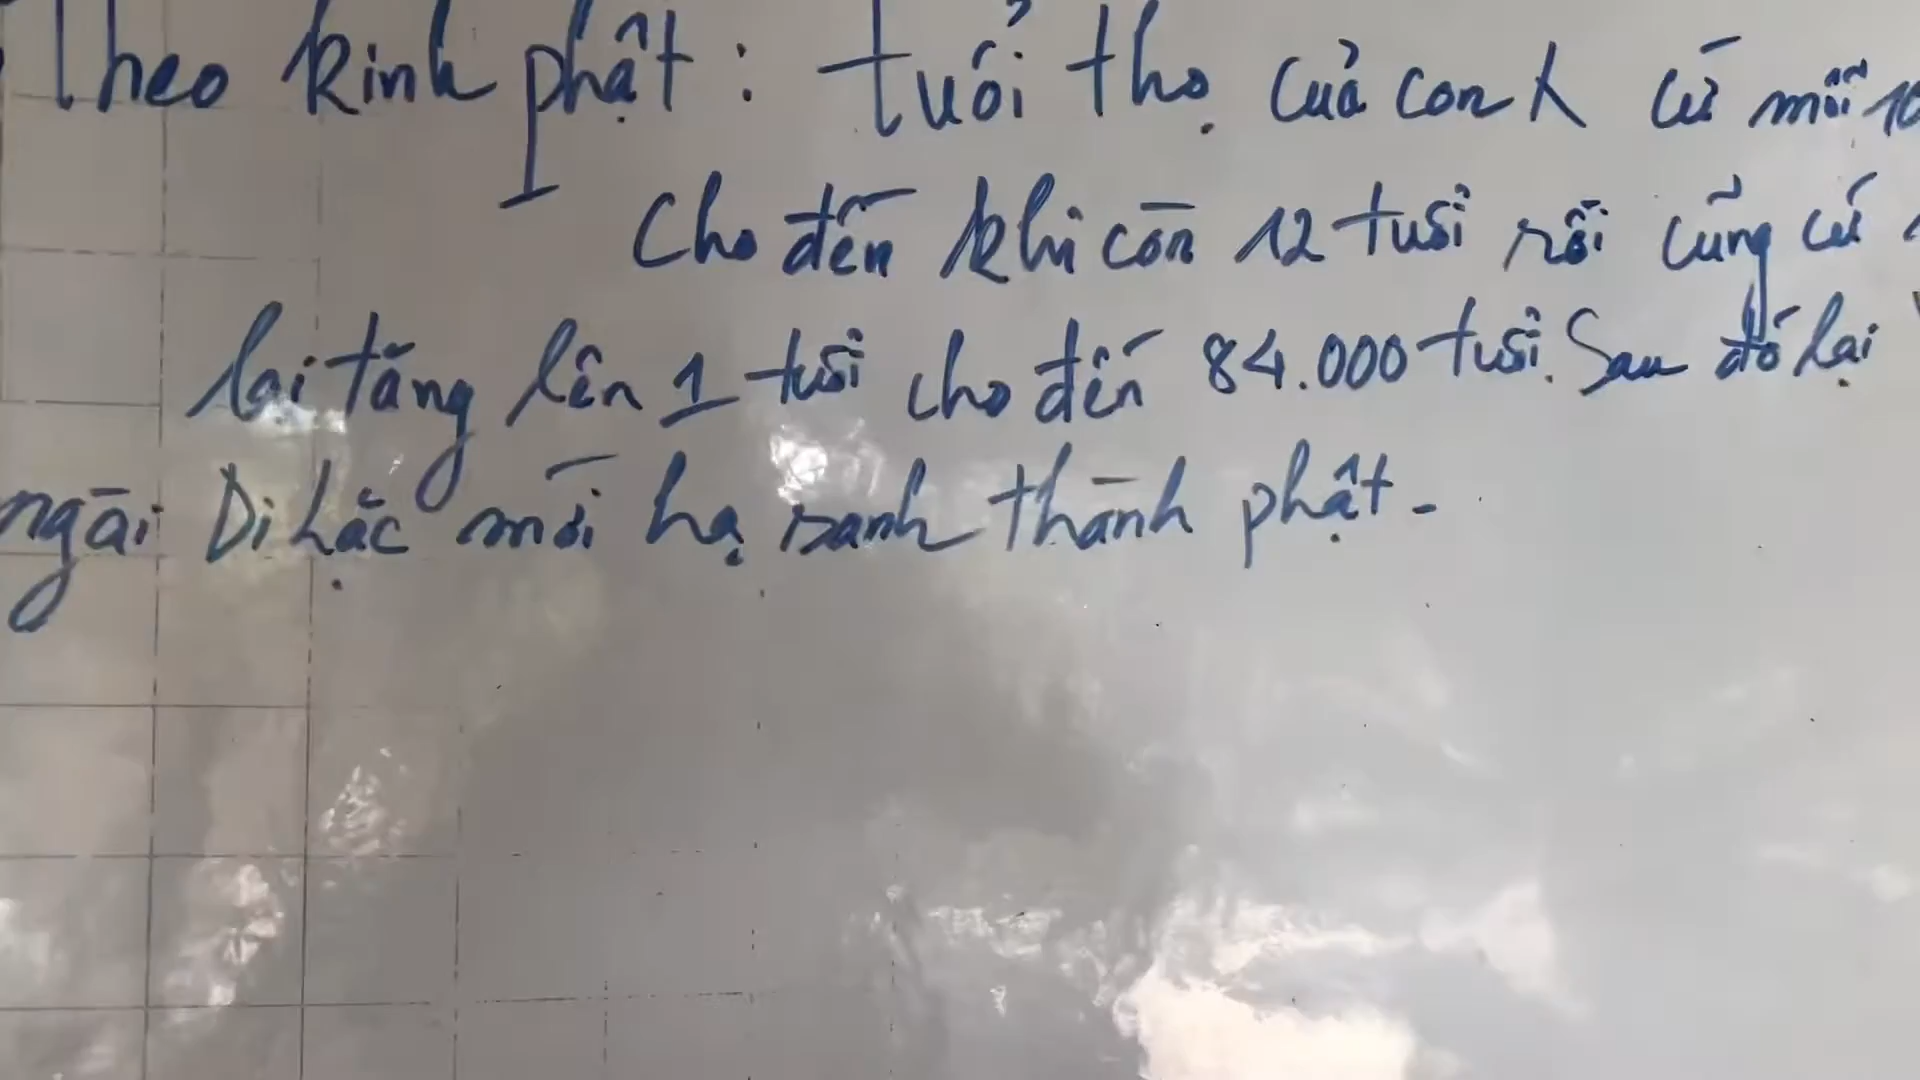 Theo kinh phật: tuổi thọ của con λ cứ mỗi 10
Cho đến khi còn 12 tuổi rồi cũng cứ
lại tăng lên 1 tuổi cho đến 84.000 tuổi. Sau đó lại
ngài Di Lặc mới hạ sanh thành phật.